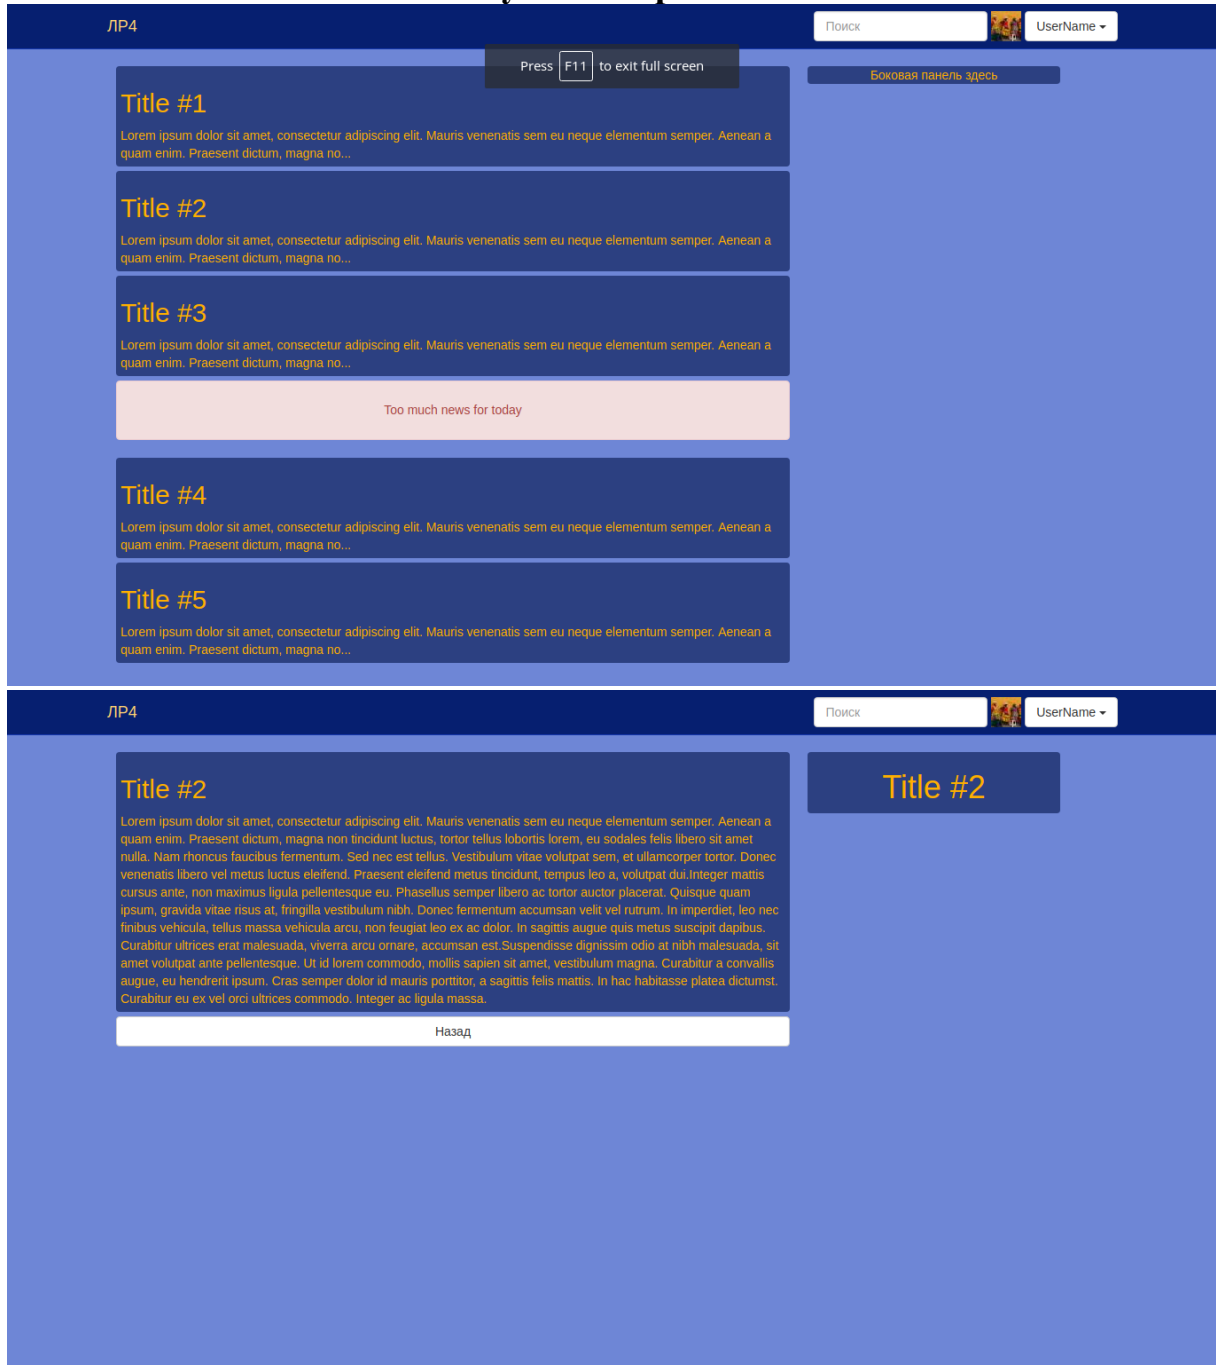 ЛР4
Поиск
UserName
Press F11 to exit full screen
Боковая панель здесь
Title #1
Lorem ipsum dolor sit amet, consectetur adipiscing elit. Mauris venenatis sem eu neque elementum semper. Aenean a
quam enim. Praesent dictum, magna no...
Title #2
Lorem ipsum dolor sit amet, consectetur adipiscing elit. Mauris venenatis sem eu neque elementum semper. Aenean a
quam enim. Praesent dictum, magna no...
Title #3
Lorem ipsum dolor sit amet, consectetur adipiscing elit. Mauris venenatis sem eu neque elementum semper. Aenean a
quam enim. Praesent dictum, magna no...
Too much news for today
Title #4
Lorem ipsum dolor sit amet, consectetur adipiscing elit. Mauris venenatis sem eu neque elementum semper. Aenean a
quam enim. Praesent dictum, magna no...
Title #5
Lorem ipsum dolor sit amet, consectetur adipiscing elit. Mauris venenatis sem eu neque elementum semper. Aenean a
quam enim. Praesent dictum, magna no...
ЛР4
Поиск
UserName
Title #2
Lorem ipsum dolor sit amet, consectetur adipiscing elit. Mauris venenatis sem eu neque elementum semper. Aenean a
quam enim. Praesent dictum, magna non tincidunt luctus, tortor tellus lobortis lorem, eu sodales felis libero sit amet
nulla. Nam rhoncus faucibus fermentum. Sed nec est tellus. Vestibulum vitae volutpat sem, et ullamcorper tortor. Donec
venenatis libero vel metus luctus eleifend. Praesent eleifend metus tincidunt, tempus leo a, volutpat dui.Integer mattis
cursus ante, non maximus ligula pellentesque eu. Phasellus semper libero ac tortor auctor placerat. Quisque quam
ipsum, gravida vitae risus at, fringilla vestibulum nibh. Donec fermentum accumsan velit vel rutrum. In imperdiet, leo nec
finibus vehicula, tellus massa vehicula arcu, non feugiat leo ex ac dolor. In sagittis augue quis metus suscipit dapibus.
Curabitur ultrices erat malesuada, viverra arcu ornare, accumsan est.Suspendisse dignissim odio at nibh malesuada, sit
amet volutpat ante pellentesque. Ut id lorem commodo, mollis sapien sit amet, vestibulum magna. Curabitur a convallis
augue, eu hendrerit ipsum. Cras semper dolor id mauris porttitor, a sagittis felis mattis. In hac habitasse platea dictumst.
Curabitur eu ex vel orci ultrices commodo. Integer ac ligula massa.
Назад
Title #2